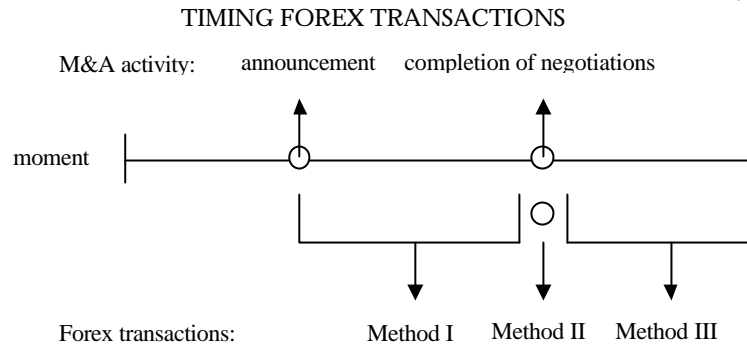 TIMING FOREX TRANSACTIONS
M&A activity: announcement completion of negotiations
moment
Forex transactions: Method I Method II Method III